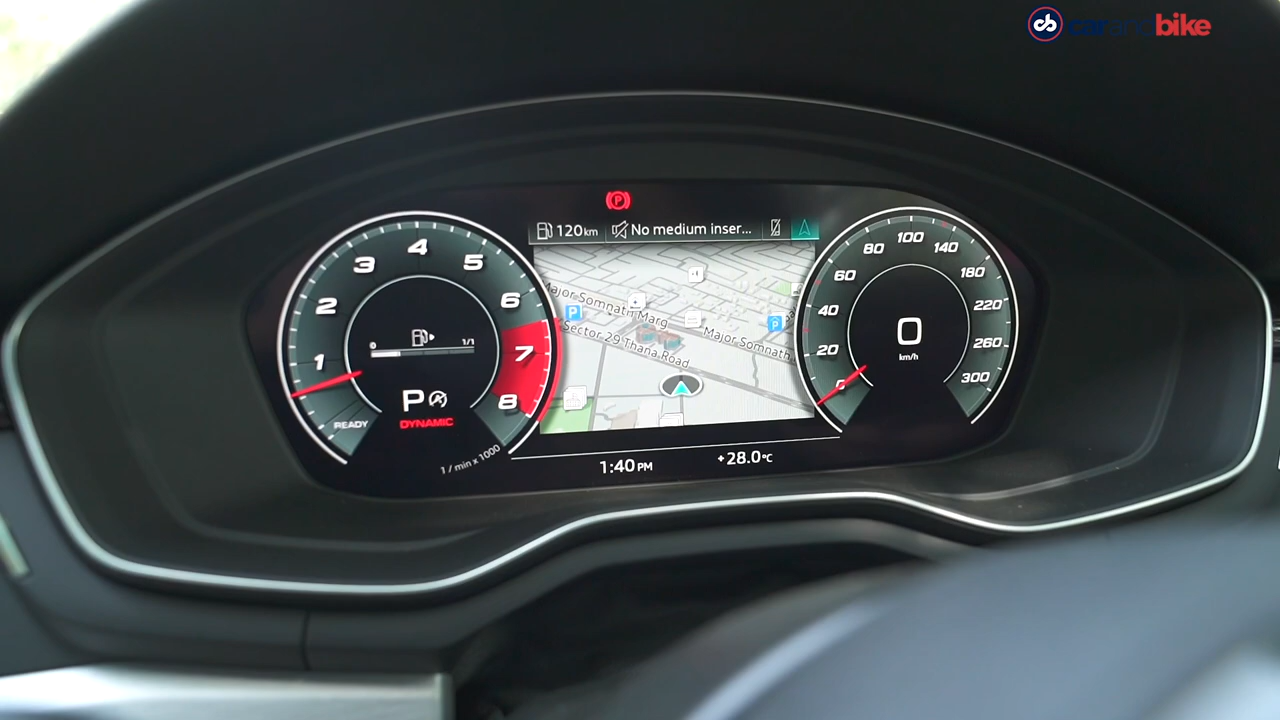 cb carandbike
P
120km
No medium inser...
1
2
3
4
5
6
7
8
0
1/1
P
DYNAMIC
READY
1 / min x 1000
Major Somnath Marg
P
Sector 29 Thana Road
Major Somnath
P
0
20
40
60
80
100
140
180
220
260
300
0
km/h
1:40 PM
+28.0°C